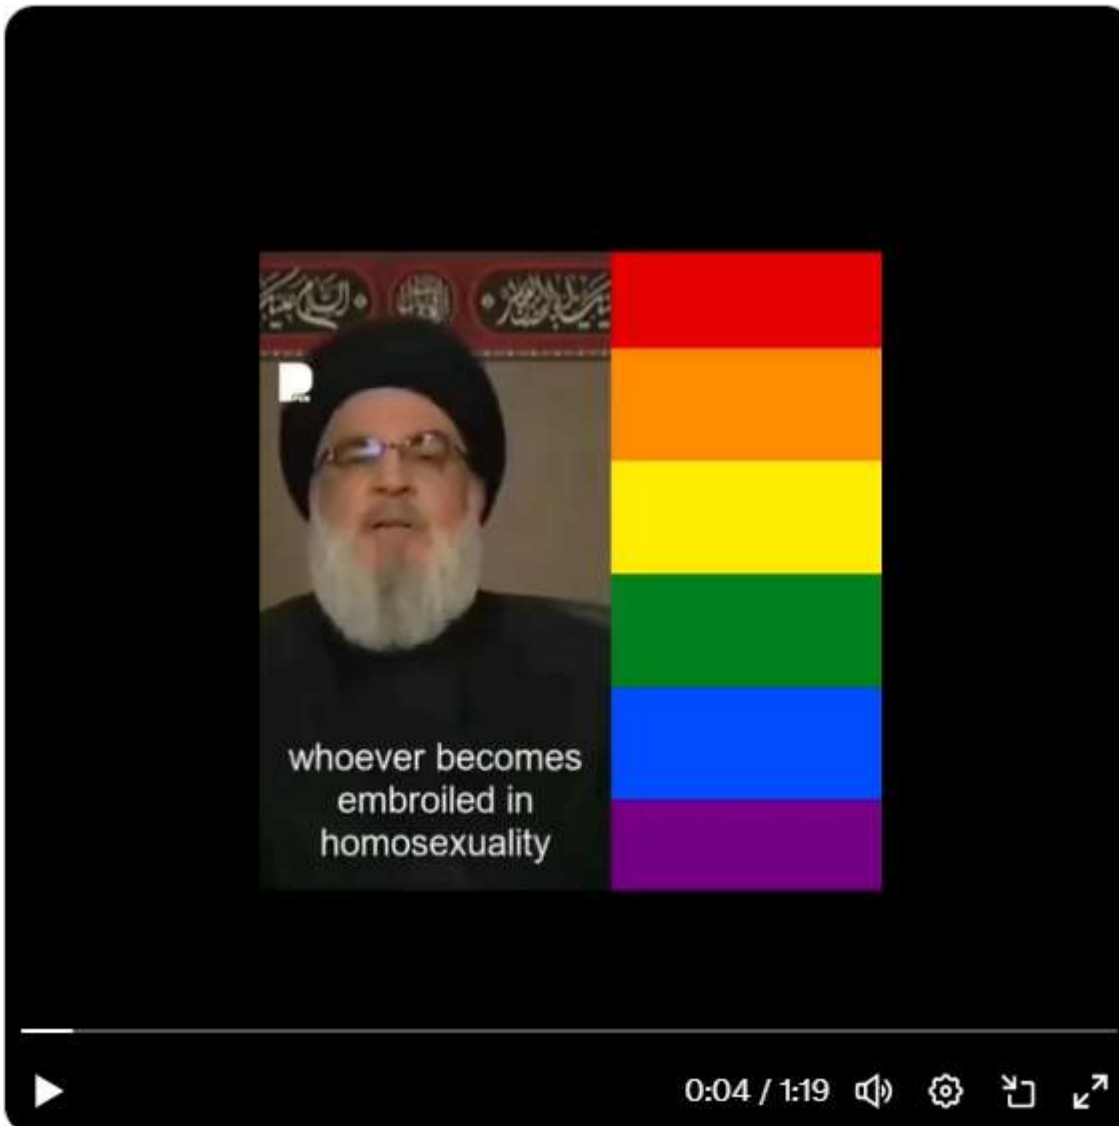 whoever becomes
embroiled in
homosexuality
0:04 / 1:19